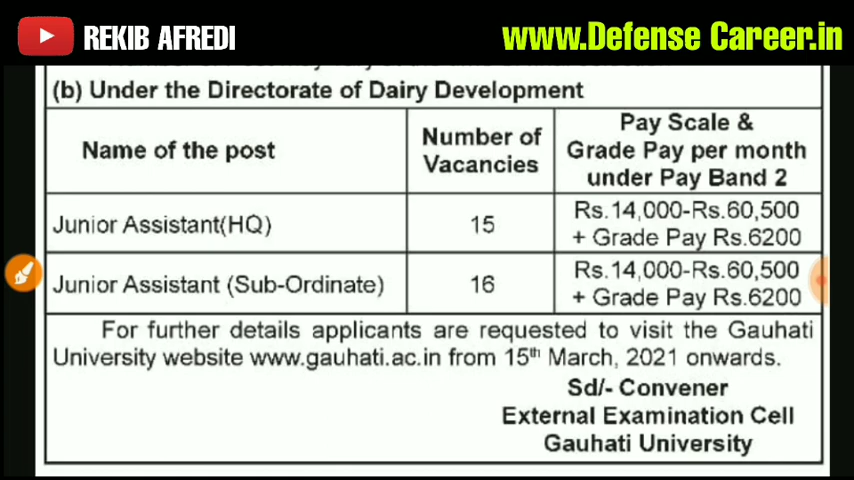 REKIB AFREDI
www.Defense Career.in
(b) Under the Directorate of Dairy Development
Name of the post
Number of
Vacancies
Pay Scale &
Grade Pay per month
under Pay Band 2
Junior Assistant(HQ)
15
Rs.14,000-Rs.60,500
+ Grade Pay Rs.6200
Junior Assistant (Sub-Ordinate)
16
Rs.14,000-Rs.60,500
+ Grade Pay Rs.6200
For further details applicants are requested to visit the Gauhati
University website www.gauhati.ac.in from 15th March, 2021 onwards.
Sd/- Convener
External Examination Cell
Gauhati University